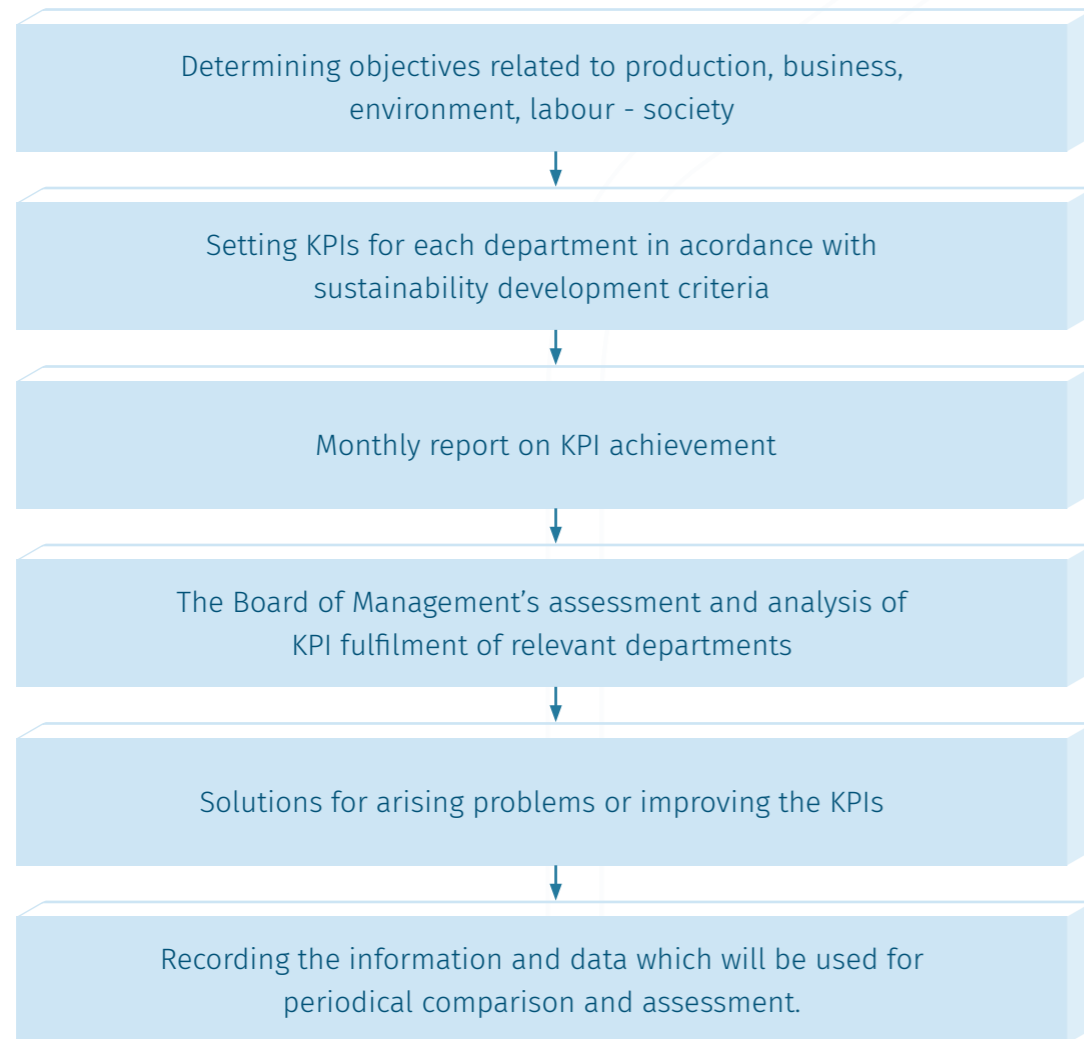 Determining objectives related to production, business,
environment, labour - society
Setting KPIs for each department in acordance with
sustainability development criteria
Monthly report on KPI achievement
The Board of Management’s assessment and analysis of
KPI fulfilment of relevant departments
Solutions for arising problems or improving the KPIs
Recording the information and data which will be used for
periodical comparison and assessment.